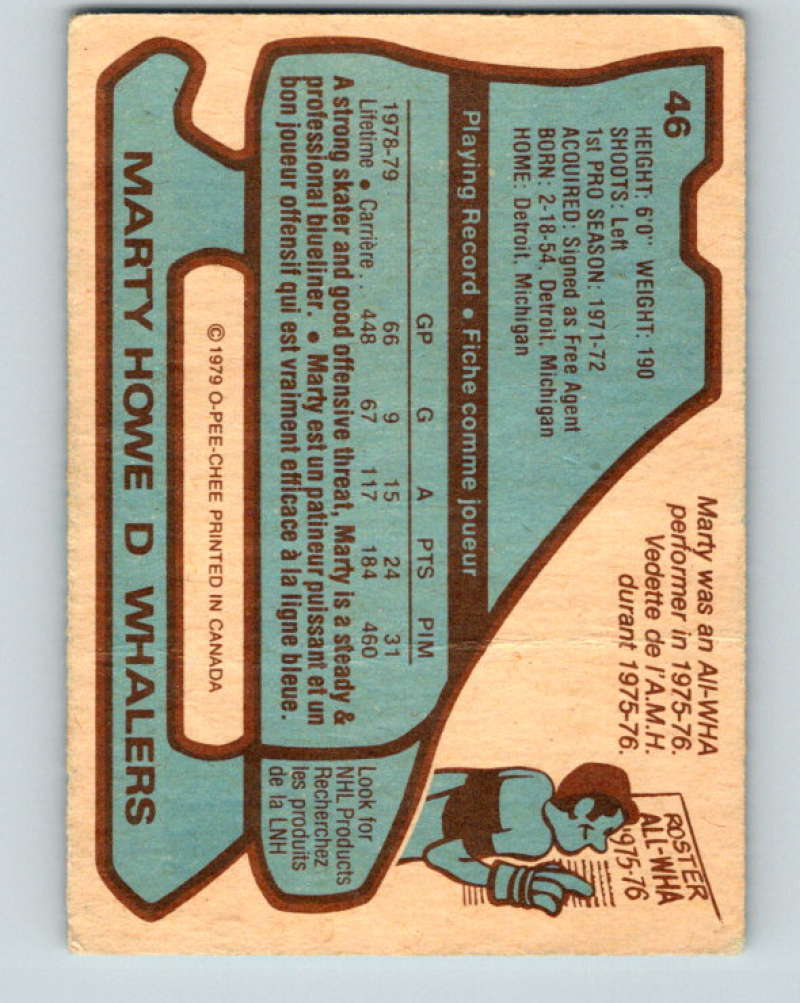 46
HEIGHT: 6'0" WEIGHT: 190
SHOOTS: Left
1st PRO SEASON: 1971-72
ACQUIRED: Signed as Free Agent
BORN: 2-18-54, Detroit, Michigan
HOME: Detroit, Michigan
Marty was an All-WHA
performer in 1975-76.
Vedette de l'A.M.H.
durant 1975-76.
ROSTER
ALL-WHA
1975-76
Playing Record • Fiche comme joueur
GP G A PTS PIM
1978-79 66 9 15 24 31
Lifetime • Carrière . . 448 67 117 184 460
A strong skater and good offensive threat, Marty is a steady &
professional blueliner. • Marty est un patineur puissant et un
bon joueur offensif qui est vraiment efficace à la ligne bleue.
Look for
NHL Products
Recherchez
les produits
de la LNH
© 1979 O-PEE-CHEE PRINTED IN CANADA
MARTY HOWE D WHALERS